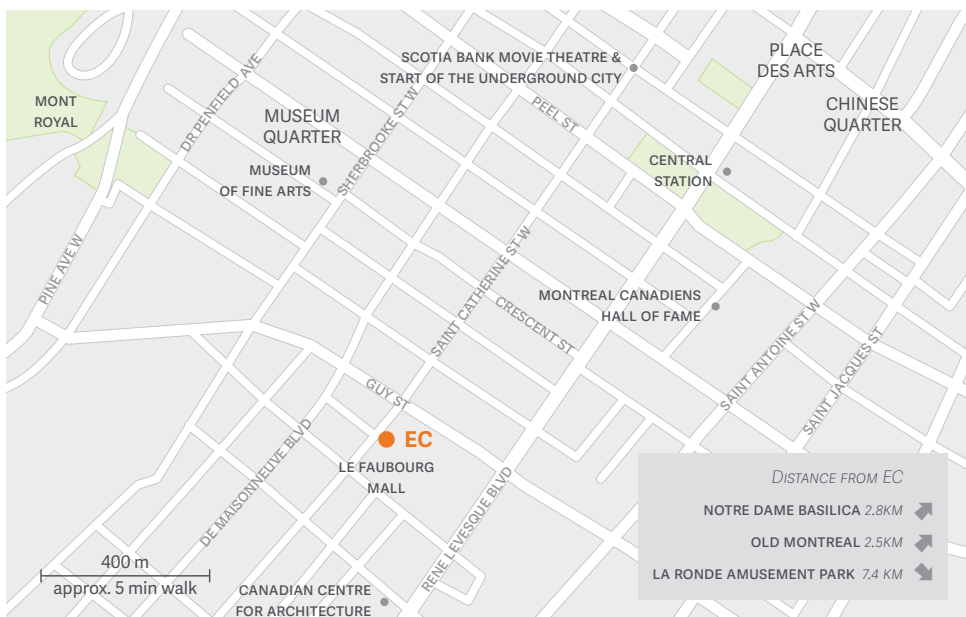 SCOTIA BANK MOVIE THEATRE &
START OF THE UNDERGROUND CITY
PLACE
DES ARTS
MONT
ROYAL
DR PENFIELD AVE
MUSEUM
QUARTER
SHERBROOKE ST W
PEEL ST
CHINESE
QUARTER
MUSEUM
OF FINE ARTS
CENTRAL
STATION
PINE AVE W
SAINT CATHERINE ST W
CRESCENT ST
MONTREAL CANADIENS
HALL OF FAME
SAINT ANTOINE ST W
SAINT JACQUES ST
GUY ST
EC
LE FAUBOURG
MALL
DE MAISONNEUVE BLVD
RENE LEVESQUE BLVD
DISTANCE FROM EC
NOTRE DAME BASILICA 2.8KM
OLD MONTREAL 2.5KM
LA RONDE AMUSEMENT PARK 7.4 KM
400 m
approx. 5 min walk
CANADIAN CENTRE
FOR ARCHITECTURE